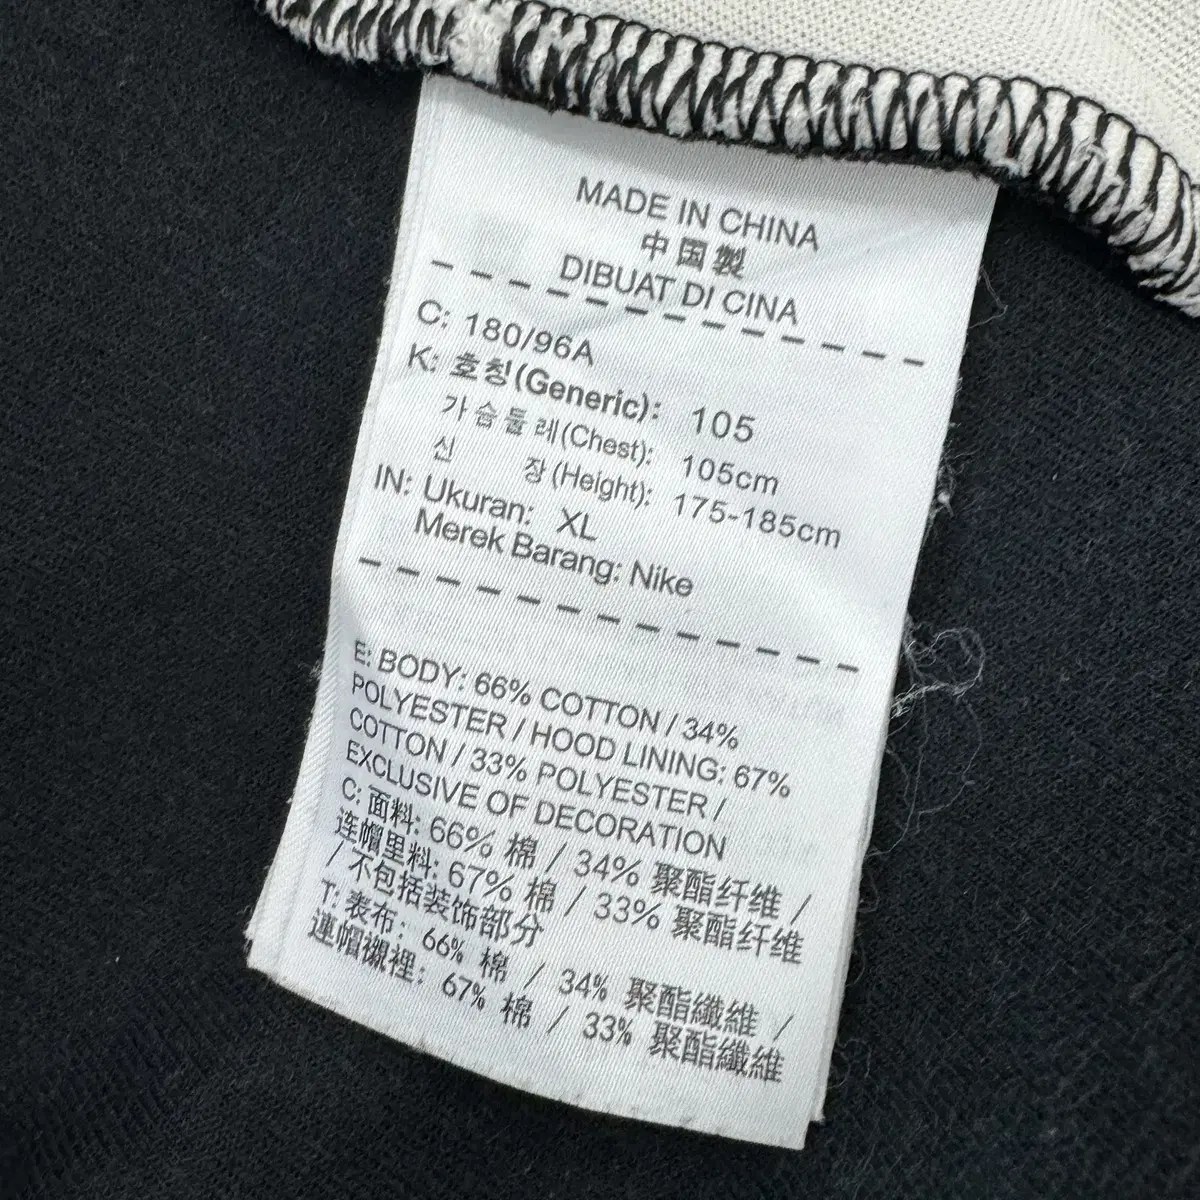 MADE IN CHINA
中国製
DIBUAT DI CINA
C: 180/96A
K: 호칭(Generic): 105
가슴둘레(Chest): 105cm
신 장(Height): 175-185cm
IN: Ukuran: XL
Merek Barang: Nike
E: BODY: 66% COTTON / 34%
POLYESTER / HOOD LINING: 67%
COTTON / 33% POLYESTER /
EXCLUSIVE OF DECORATION
C: 面料: 66% 棉 / 34% 聚酯纤维 /
连帽里料: 67% 棉 / 33% 聚酯纤维
/ 不包括装饰部分
T: 表布: 66% 棉 / 34% 聚酯纖維 /
連帽襯裡: 67% 棉 / 33% 聚酯纖維